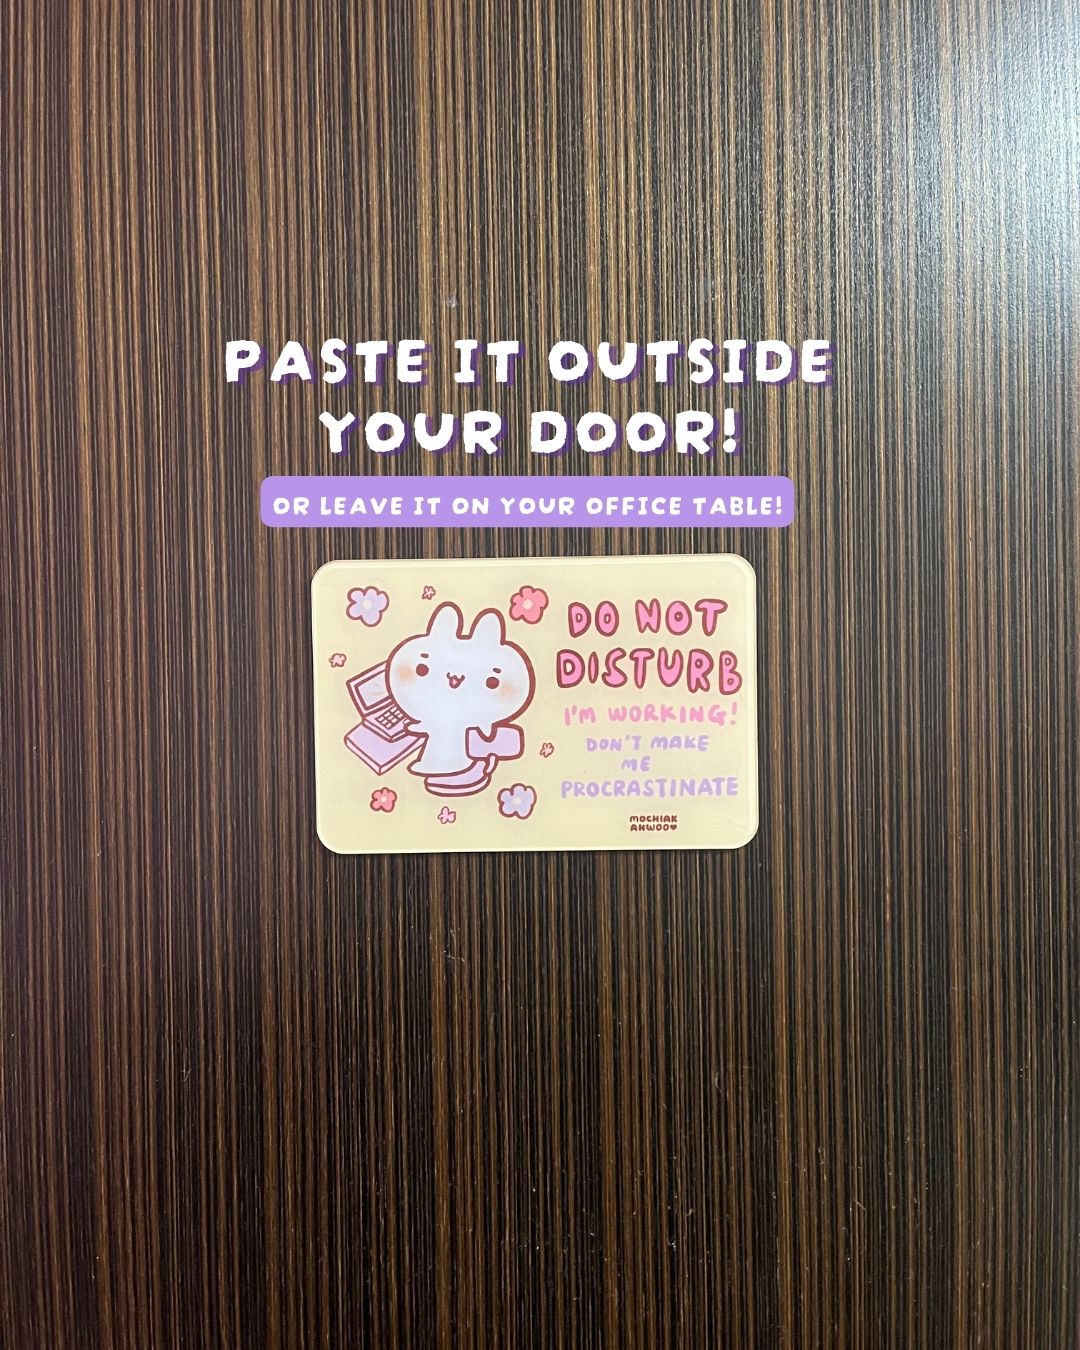 PASTE IT OUTSIDE
YOUR DOOR!
OR LEAVE IT ON YOUR OFFICE TABLE!
DO NOT
DISTURB
I'M WORKING!
DON'T MAKE
ME
PROCRASTINATE
MOCHIAK
AHWOO♥